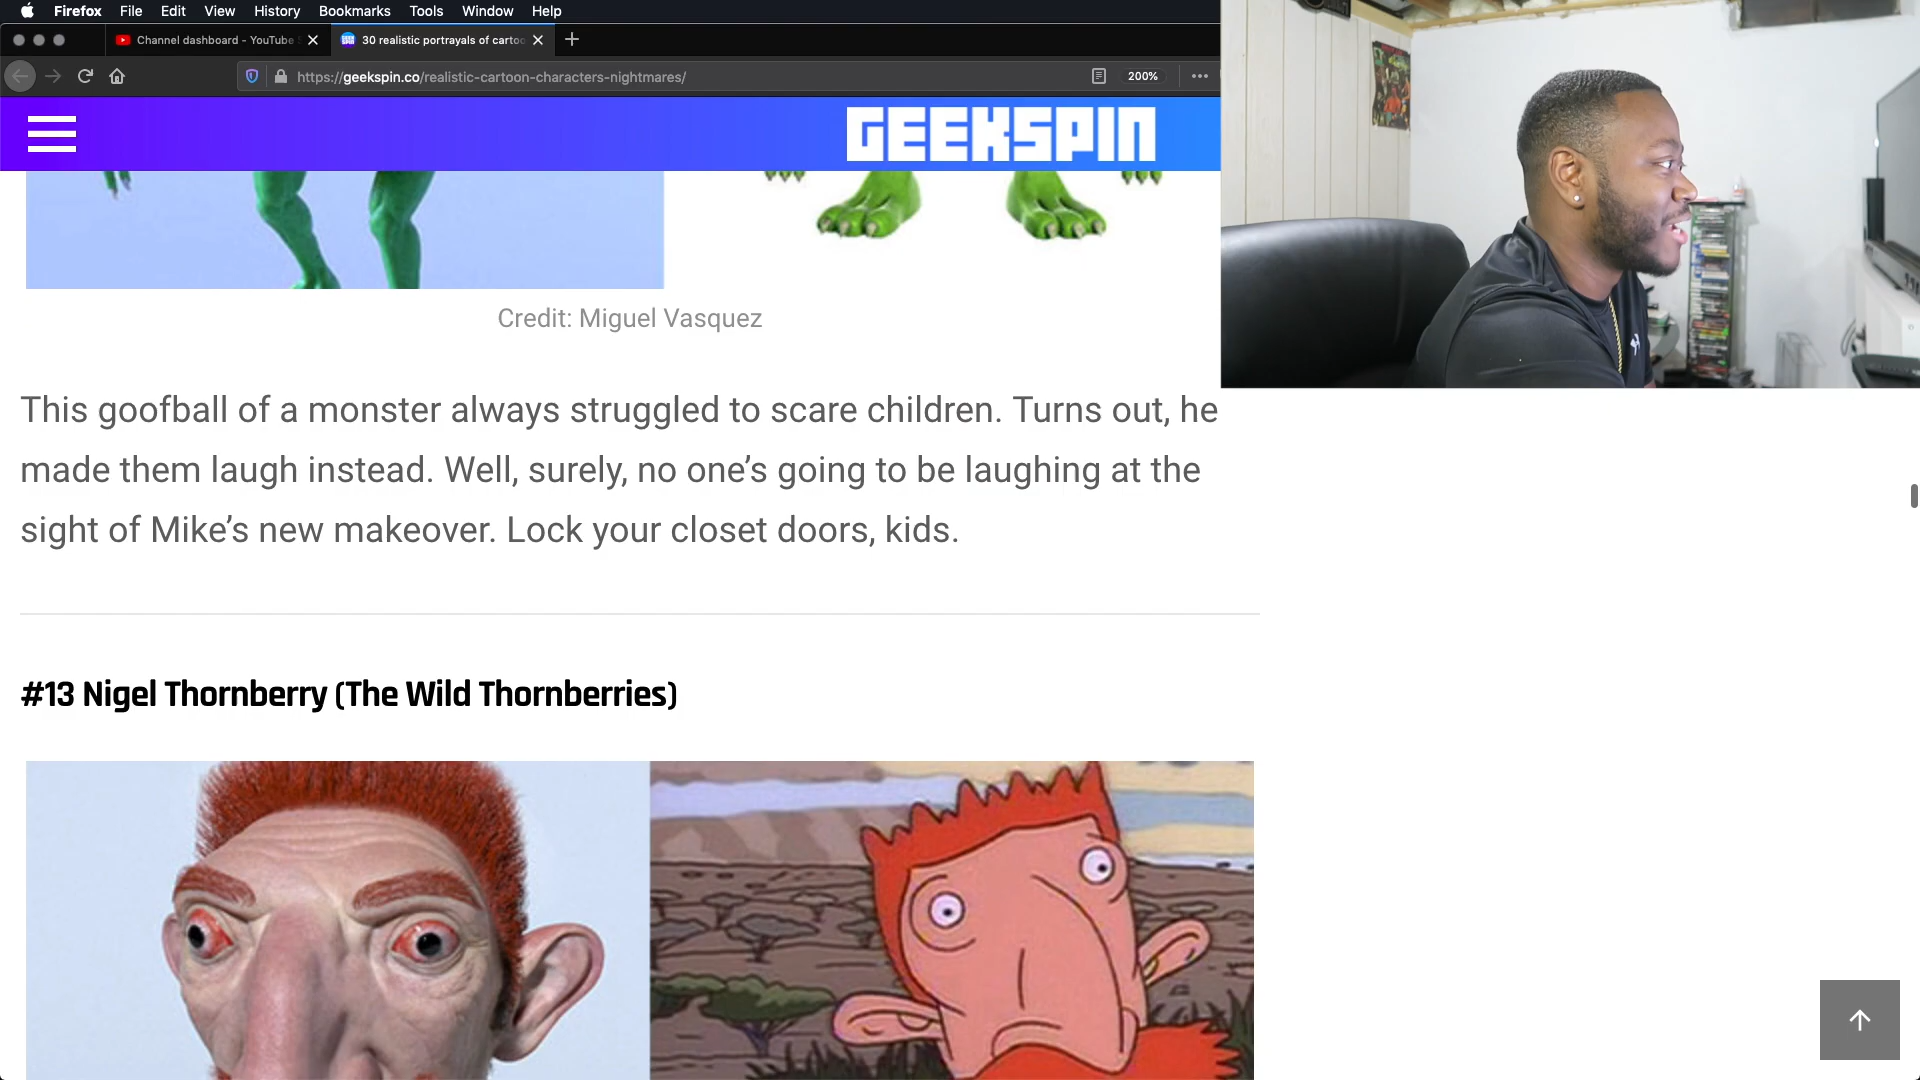 Firefox File Edit View History Bookmarks Tools Window Help
Channel dashboard - YouTube
30 realistic portrayals of cartoo
https://geekspin.co/realistic-cartoon-characters-nightmares/
200%
GEEKSPIN
Credit: Miguel Vasquez
This goofball of a monster always struggled to scare children. Turns out, he
made them laugh instead. Well, surely, no one’s going to be laughing at the
sight of Mike’s new makeover. Lock your closet doors, kids.
#13 Nigel Thornberry (The Wild Thornberries)